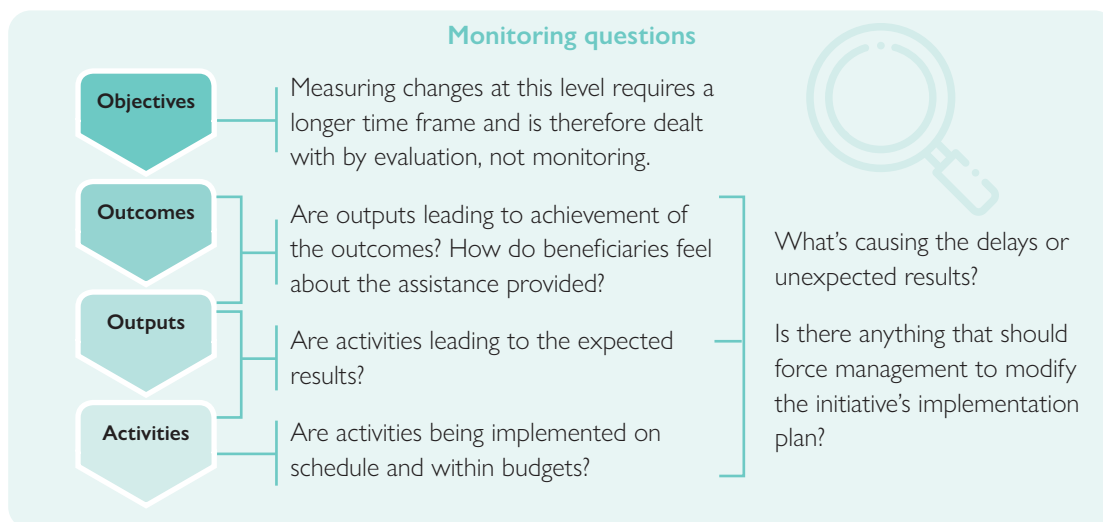 Monitoring questions
Objectives
Measuring changes at this level requires a
longer time frame and is therefore dealt
with by evaluation, not monitoring.
Outcomes
Are outputs leading to achievement of
the outcomes? How do beneficiaries feel
about the assistance provided?
Outputs
Are activities leading to the expected
results?
Activities
Are activities being implemented on
schedule and within budgets?
What’s causing the delays or
unexpected results?
Is there anything that should
force management to modify
the initiative’s implementation
plan?